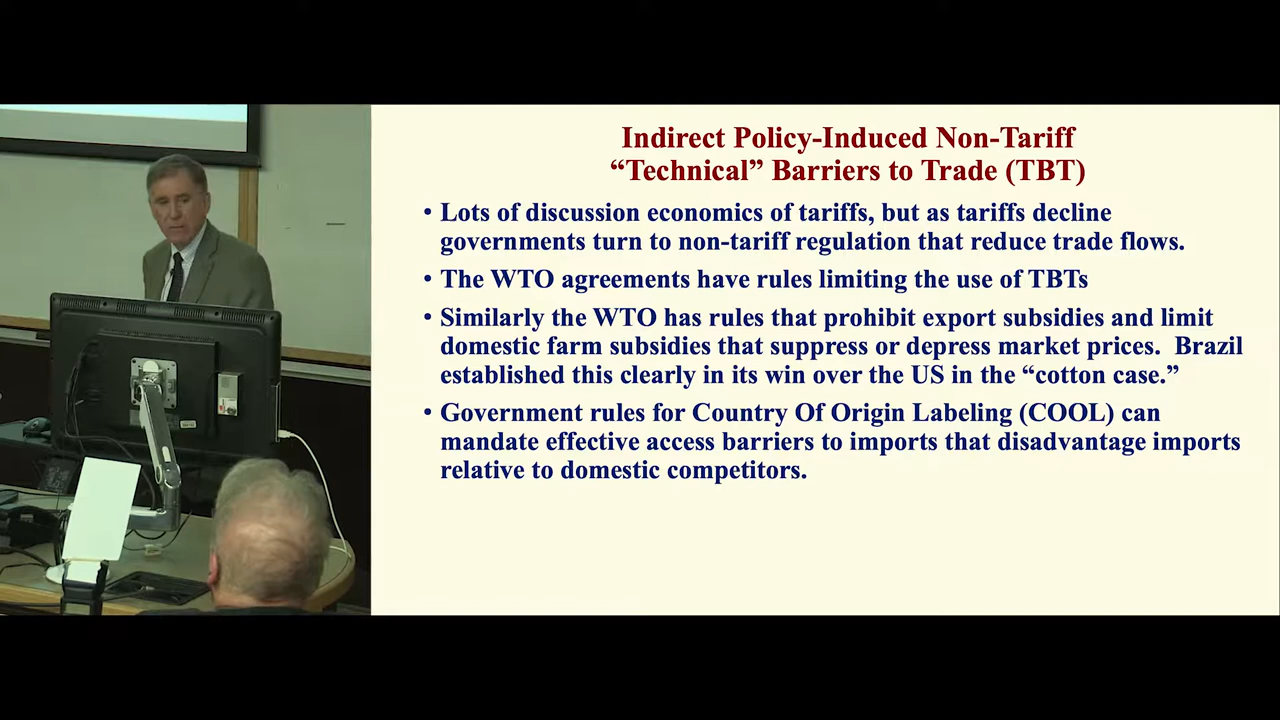 Indirect Policy-Induced Non-Tariff
“Technical” Barriers to Trade (TBT)
• Lots of discussion economics of tariffs, but as tariffs decline
governments turn to non-tariff regulation that reduce trade flows.
• The WTO agreements have rules limiting the use of TBTs
• Similarly the WTO has rules that prohibit export subsidies and limit
domestic farm subsidies that suppress or depress market prices.  Brazil
established this clearly in its win over the US in the “cotton case.”
• Government rules for Country Of Origin Labeling (COOL) can
mandate effective access barriers to imports that disadvantage imports
relative to domestic competitors.